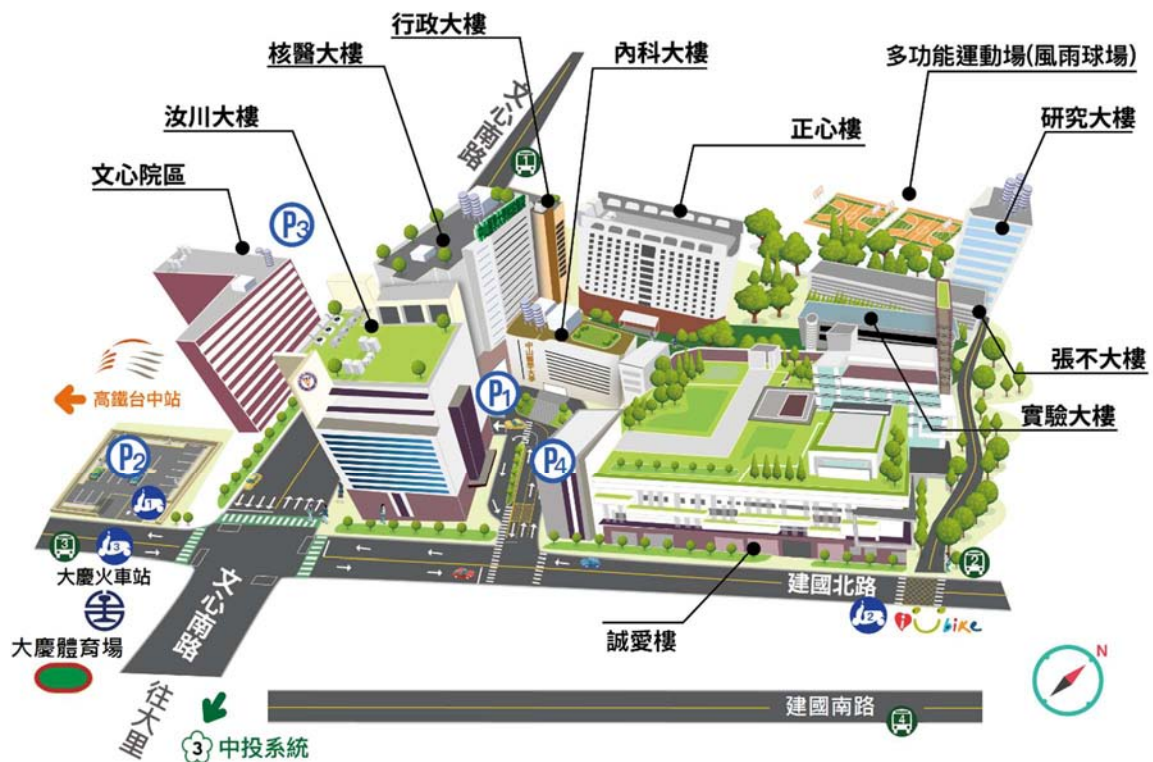 行政大樓
核醫大樓
內科大樓
多功能運動場(風雨球場)
汝川大樓
文心南路
正心樓
研究大樓
文心院區
1
P3
張不大樓
高鐵台中站
P1
實驗大樓
P2
P4
1
3
3
大慶火車站
2
建國北路
文心南路
2
i Ubike
大慶體育場
誠愛樓
N
往大里
建國南路
4
3
中投系統